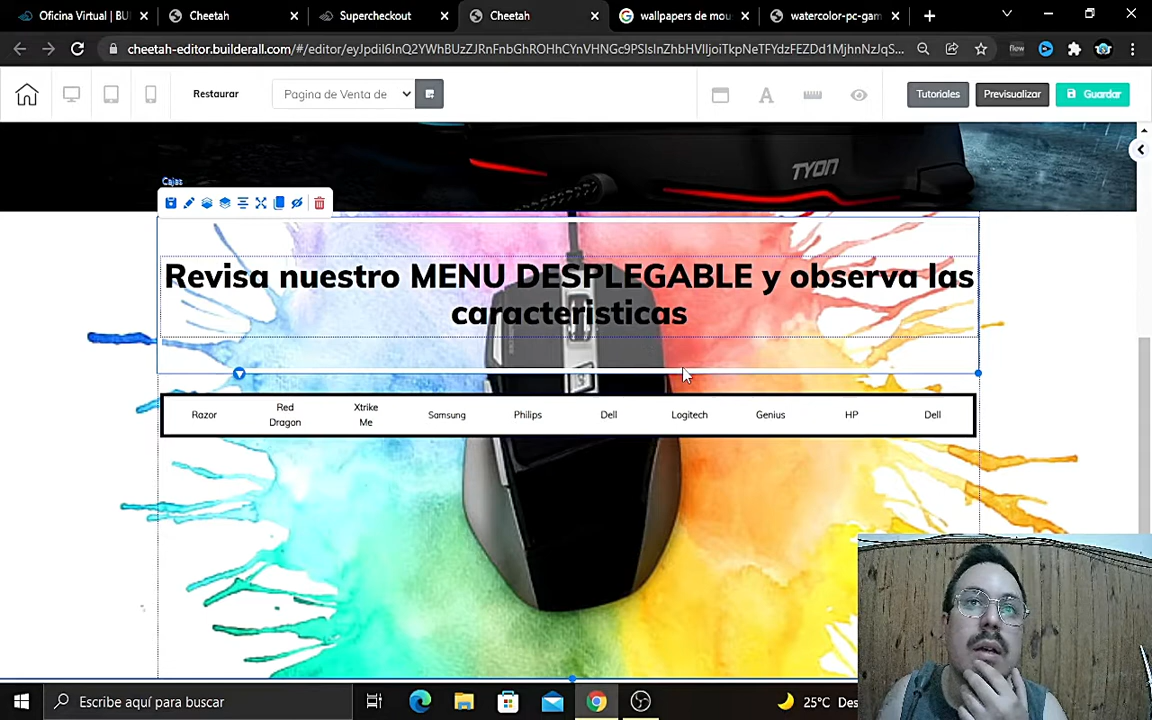 Oficina Virtual | BU
Cheetah
Supercheckout
Cheetah
wallpapers de mou
watercolor-pc-gam
cheetah-editor.builderall.com/#/editor/
Restaurar
Pagina de Venta de
Tutoriales
Previsualizar
Guardar
TYON
Cajas
Revisa nuestro MENU DESPLEGABLE y observa las
caracteristicas
Razor
Red
Dragon
Xtrike
Me
Samsung
Philips
Dell
Logitech
Genius
HP
Dell
Escribe aquí para buscar
25°C Des